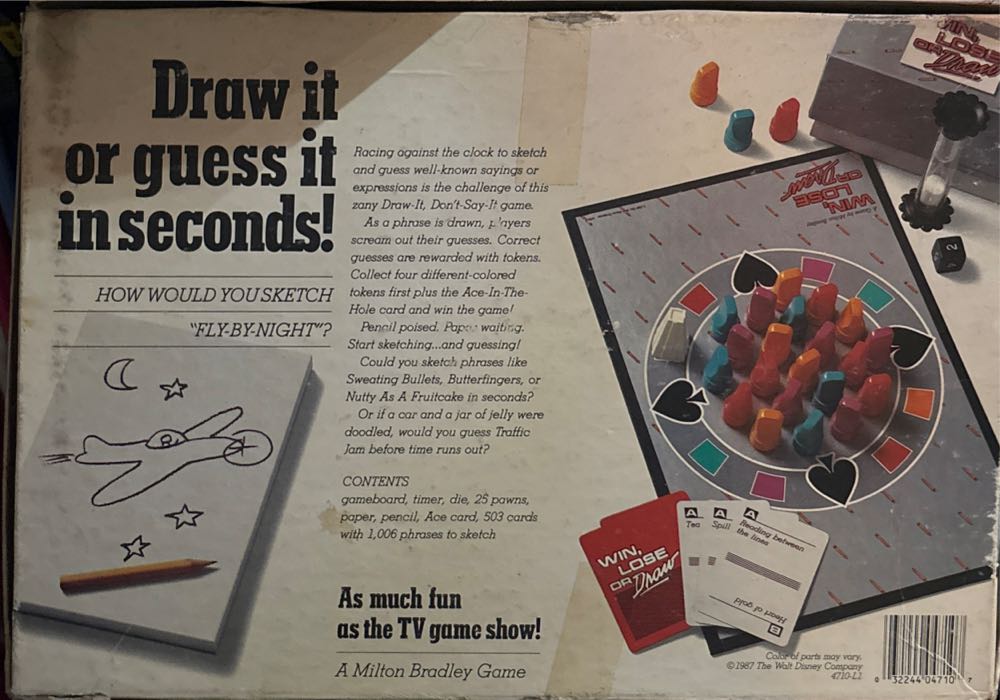 Draw it
or guess it
in seconds!
HOW WOULD YOU SKETCH
"FLY-BY-NIGHT"?
Racing against the clock to sketch
and guess well-known sayings or
expressions is the challenge of this
zany Draw-It, Don't-Say-It game.
As a phrase is drawn, players
scream out their guesses. Correct
guesses are rewarded with tokens.
Collect four different-colored
tokens first plus the Ace-In-The-
Hole card and win the game!
Pencil poised. Paper waiting.
Start sketching...and guessing!
Could you sketch phrases like
Sweating Bullets, Butterfingers, or
Nutty As A Fruitcake in seconds?
Or if a car and a jar of jelly were
doodled, would you guess Traffic
Jam before time runs out?
CONTENTS
gameboard, timer, die, 25 pawns,
paper, pencil, Ace card, 503 cards
with 1,006 phrases to sketch
As much fun
as the TV game show!
A Milton Bradley Game
WIN,
LOSE
OR Draw
WIN,
LOSE
OR Draw
2
WIN,
LOSE
OR Draw
A
Tea
A
Spill
A
Reading between
the lines
Heart of gold
B
Color of parts may vary.
©1987 The Walt Disney Company
4710-L1
0 32244 04710 7